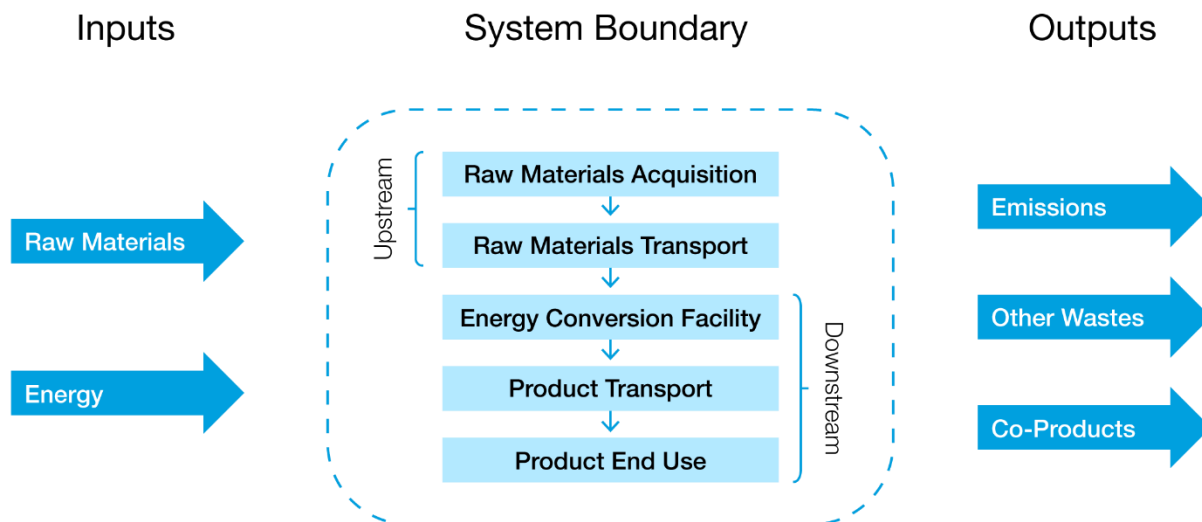 Inputs
System Boundary
Outputs
Raw Materials
Energy
Upstream
Raw Materials Acquisition
Raw Materials Transport
Energy Conversion Facility
Product Transport
Product End Use
Downstream
Emissions
Other Wastes
Co-Products